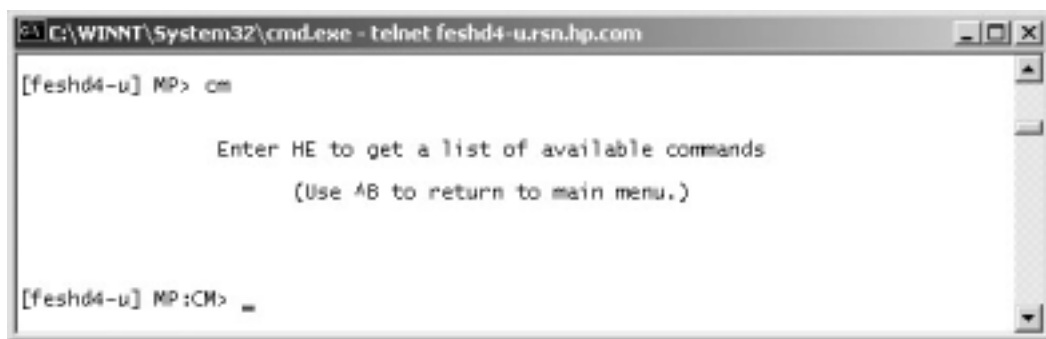 C:\WINNT\System32\cmd.exe - telnet feshd4-u.rsn.hp.com
[feshd4-u] MP> cm
Enter HE to get a list of available commands
(Use ^B to return to main menu.)
[feshd4-u] MP:CM> _